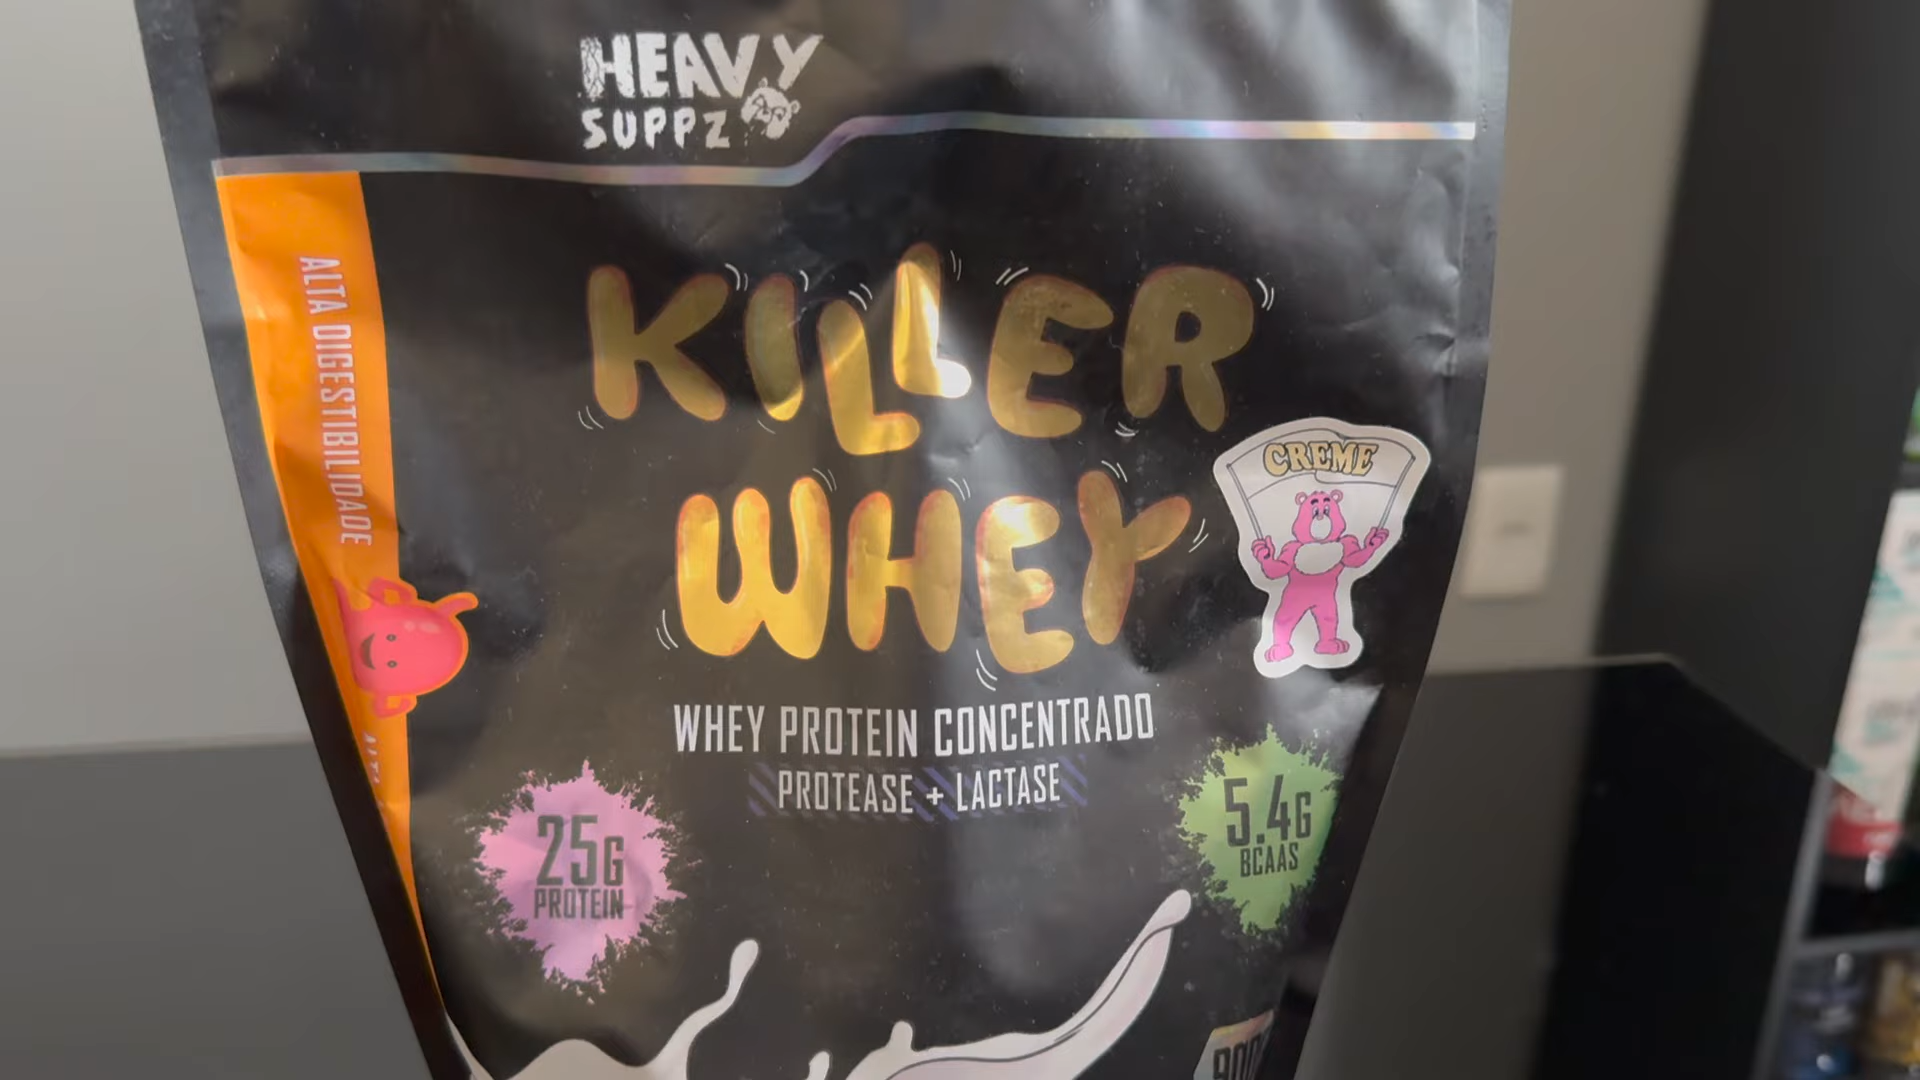 HEAVY
SUPPZ
ALTA DIGESTIBILIDADE
KILLER
WHEY
CREME
WHEY PROTEIN CONCENTRADO
PROTEASE + LACTASE
25G
PROTEIN
5.4G
BCAAS